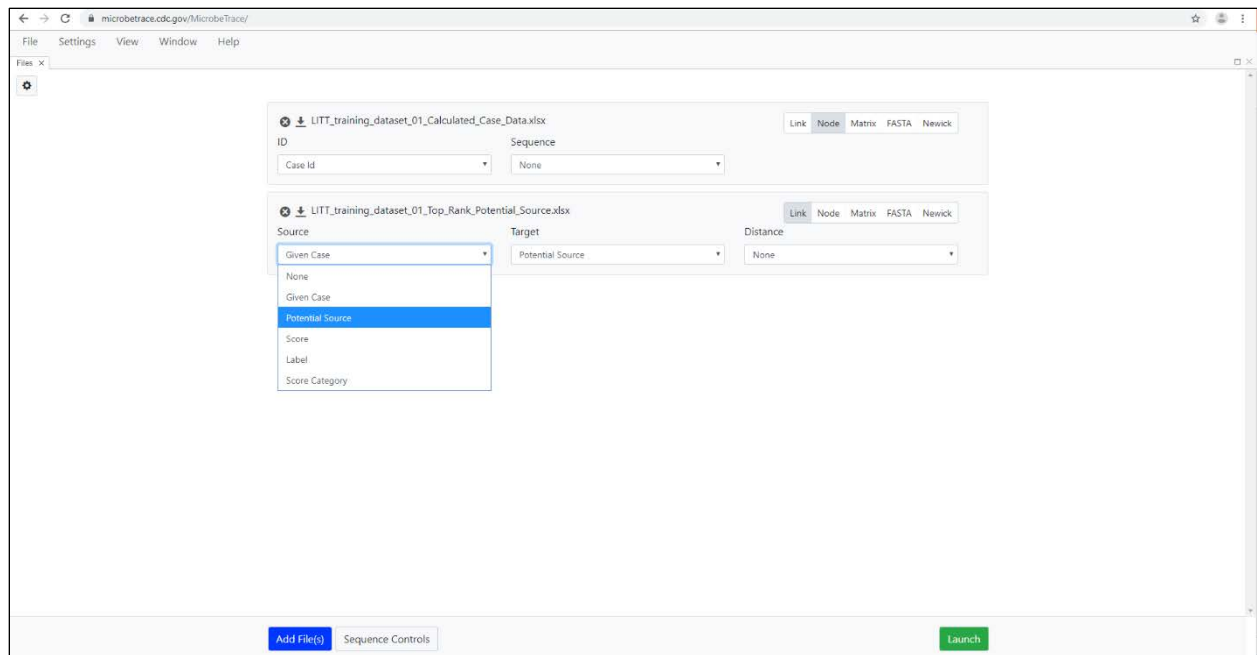 microbetrace.cdc.gov/MicrobeTrace/
File Settings View Window Help
Files
LITT_training_dataset_01_Calculated_Case_Data.xlsx
Link Node Matrix FASTA Newick
ID Sequence
Case Id None
LITT_training_dataset_01_Top_Rank_Potential_Source.xlsx
Link Node Matrix FASTA Newick
Source Target Distance
Given Case Potential Source None
None
Given Case
Potential Source
Score
Label
Score Category
Add File(s) Sequence Controls Launch